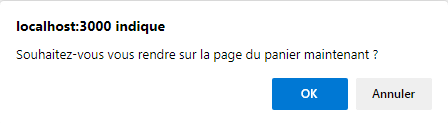 localhost:3000 indique
Souhaitez-vous vous rendre sur la page du panier maintenant ?
OK
Annuler